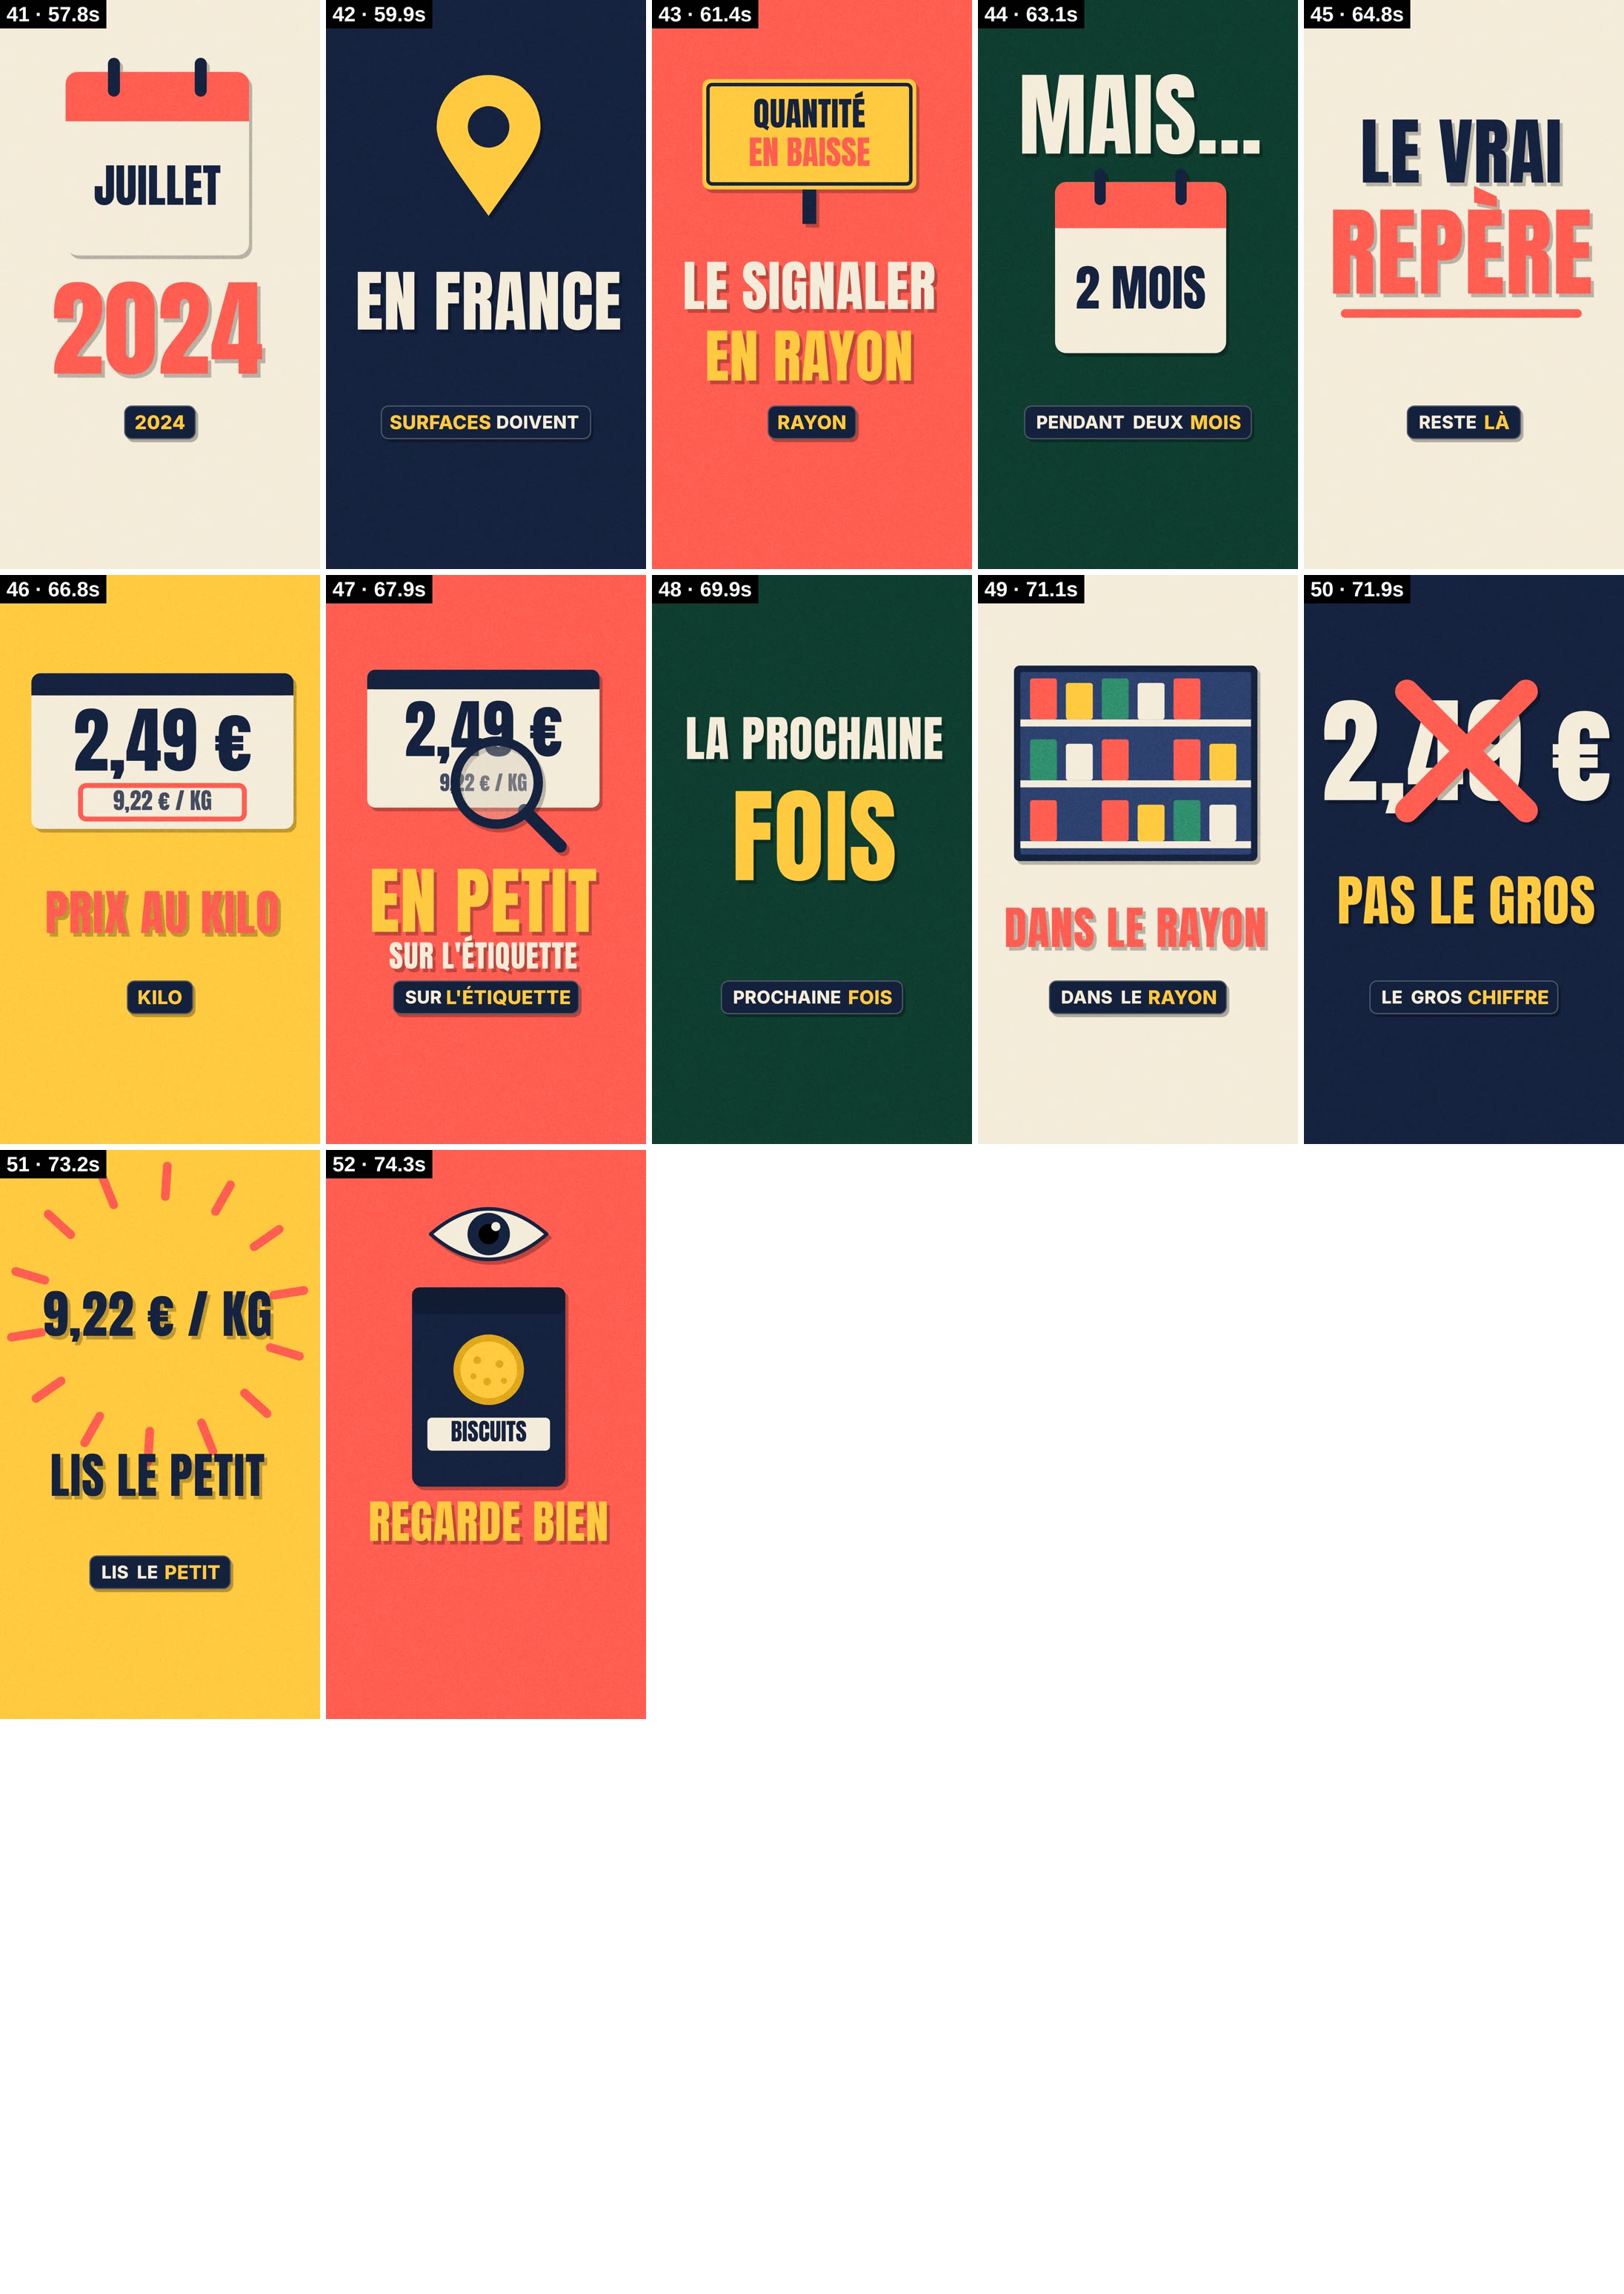 41 · 57.8s
JUILLET
2024
2024
42 · 59.9s
EN FRANCE
SURFACES DOIVENT
43 · 61.4s
QUANTITÉ
EN BAISSE
LE SIGNALER
EN RAYON
RAYON
44 · 63.1s
MAIS...
2 MOIS
PENDANT DEUX MOIS
45 · 64.8s
LE VRAI
REPÈRE
RESTE LÀ
46 · 66.8s
2,49 €
9,22 € / KG
PRIX AU KILO
KILO
47 · 67.9s
2,49 €
9,22 € / KG
EN PETIT
SUR L'ÉTIQUETTE
SUR L'ÉTIQUETTE
48 · 69.9s
LA PROCHAINE
FOIS
PROCHAINE FOIS
49 · 71.1s
DANS LE RAYON
DANS LE RAYON
50 · 71.9s
2,49 €
PAS LE GROS
LE GROS CHIFFRE
51 · 73.2s
9,22 € / KG
LIS LE PETIT
LIS LE PETIT
52 · 74.3s
BISCUITS
REGARDE BIEN